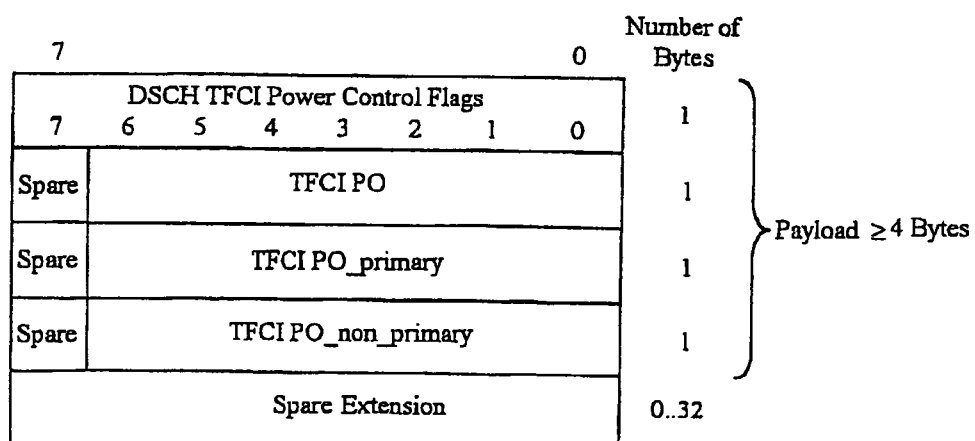 Number of
Bytes
7 0
DSCH TFCI Power Control Flags
7 6 5 4 3 2 1 0
1
Spare TFCI PO
1
Spare TFCI PO_primary
1
Spare TFCI PO_non_primary
1
Payload ≥4 Bytes
Spare Extension
0..32